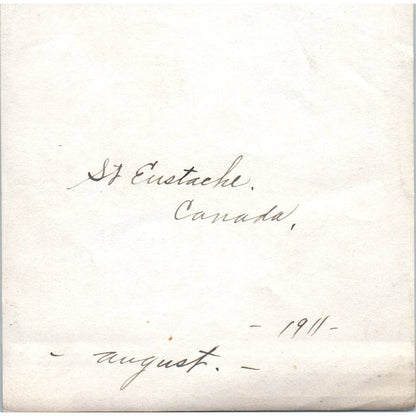 St Eustache.
Canada,
- 1911 -
- august. -